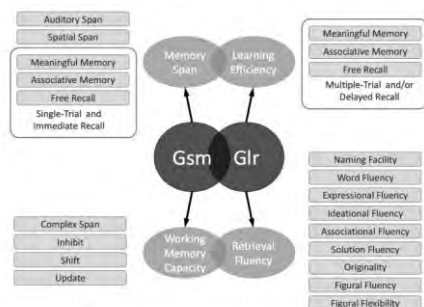 Auditory Span
Spatial Span
Meaningful Memory
Associative Memory
Free Recall
Single-Trial and
Immediate Recall
Memory
Span
Learning
Efficiency
Meaningful Memory
Associative Memory
Free Recall
Multiple-Trial and/or
Delayed Recall
Gsm
Glr
Complex Span
Inhibit
Shift
Update
Working
Memory
Capacity
Retrieval
Fluency
Naming Facility
Word Fluency
Expressional Fluency
Ideational Fluency
Associational Fluency
Solution Fluency
Originality
Figural Fluency
Figural Flexibility